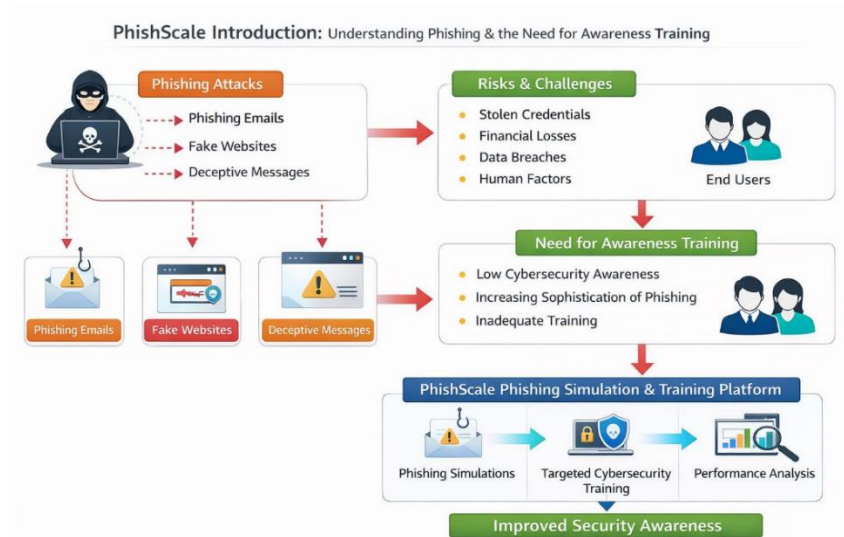 PhishScale Introduction: Understanding Phishing & the Need for Awareness Training
Phishing Attacks
Phishing Emails
Fake Websites
Deceptive Messages
Risks & Challenges
Stolen Credentials
Financial Losses
Data Breaches
Human Factors
End Users
Phishing Emails
Fake Websites
Deceptive Messages
Need for Awareness Training
Low Cybersecurity Awareness
Increasing Sophistication of Phishing
Inadequate Training
PhishScale Phishing Simulation & Training Platform
Phishing Simulations
Targeted Cybersecurity
Training
Performance Analysis
Improved Security Awareness